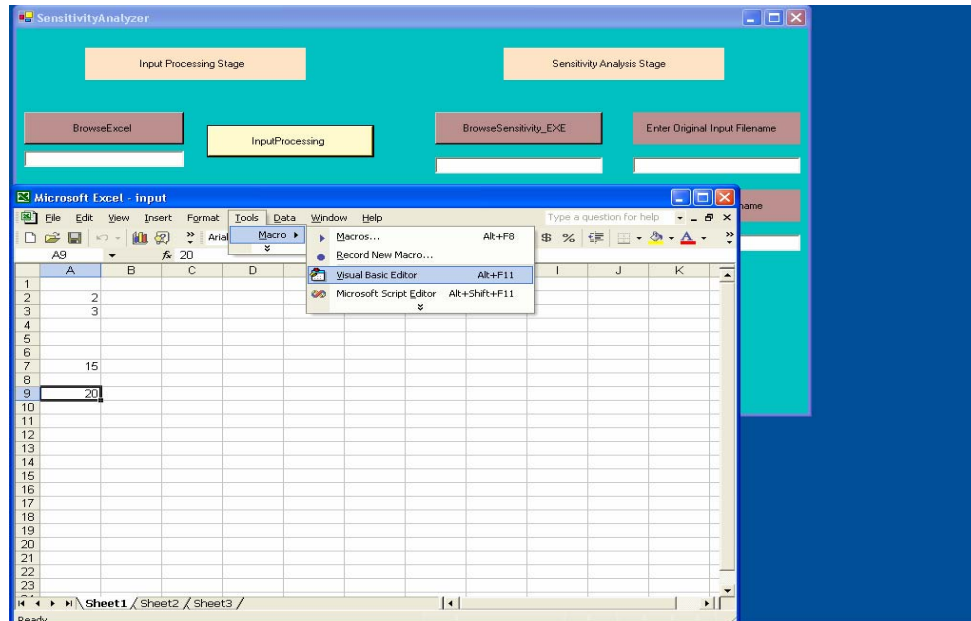 SensitivityAnalyzer
Input Processing Stage
Sensitivity Analysis Stage
BrowseExcel
InputProcessing
BrowseSensitivity_EXE
Enter Original Input Filename
name
Microsoft Excel - input
File Edit View Insert Format Tools Data Window Help
Type a question for help
Arial
Macro
Macros... Alt+F8
Record New Macro...
Visual Basic Editor Alt+F11
Microsoft Script Editor Alt+Shift+F11
$ %
A9 fx 20
A B C D I J K
1
2 2
3 3
4
5
6
7 15
8
9 20
10
11
12
13
14
15
16
17
18
19
20
21
22
23
Sheet1 / Sheet2 / Sheet3 /
Ready